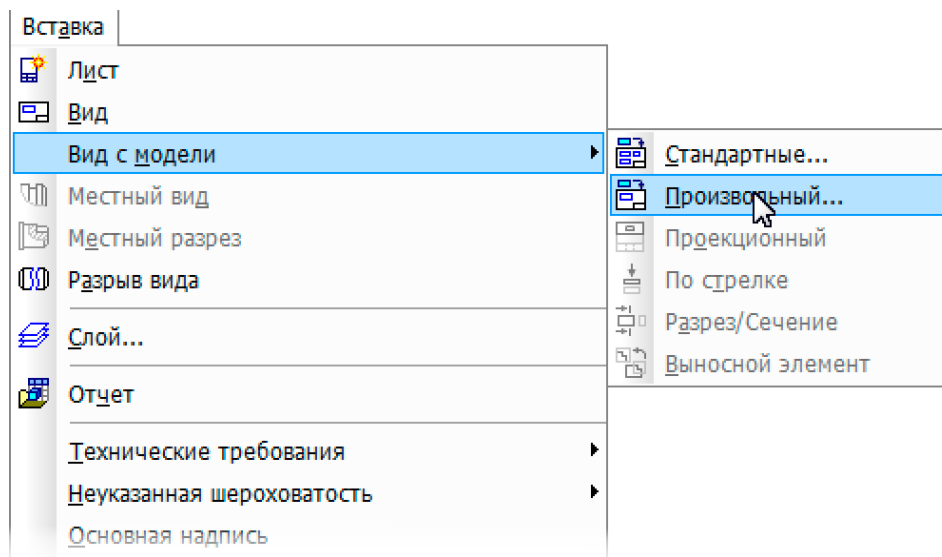 Вставка
Лист
Вид
Вид с модели
Местный вид
Местный разрез
Разрыв вида
Слой...
Отчет
Технические требования
Неуказанная шероховатость
Основная надпись
Стандартные...
Произвольный...
Проекционный
По стрелке
Разрез/Сечение
Выносной элемент